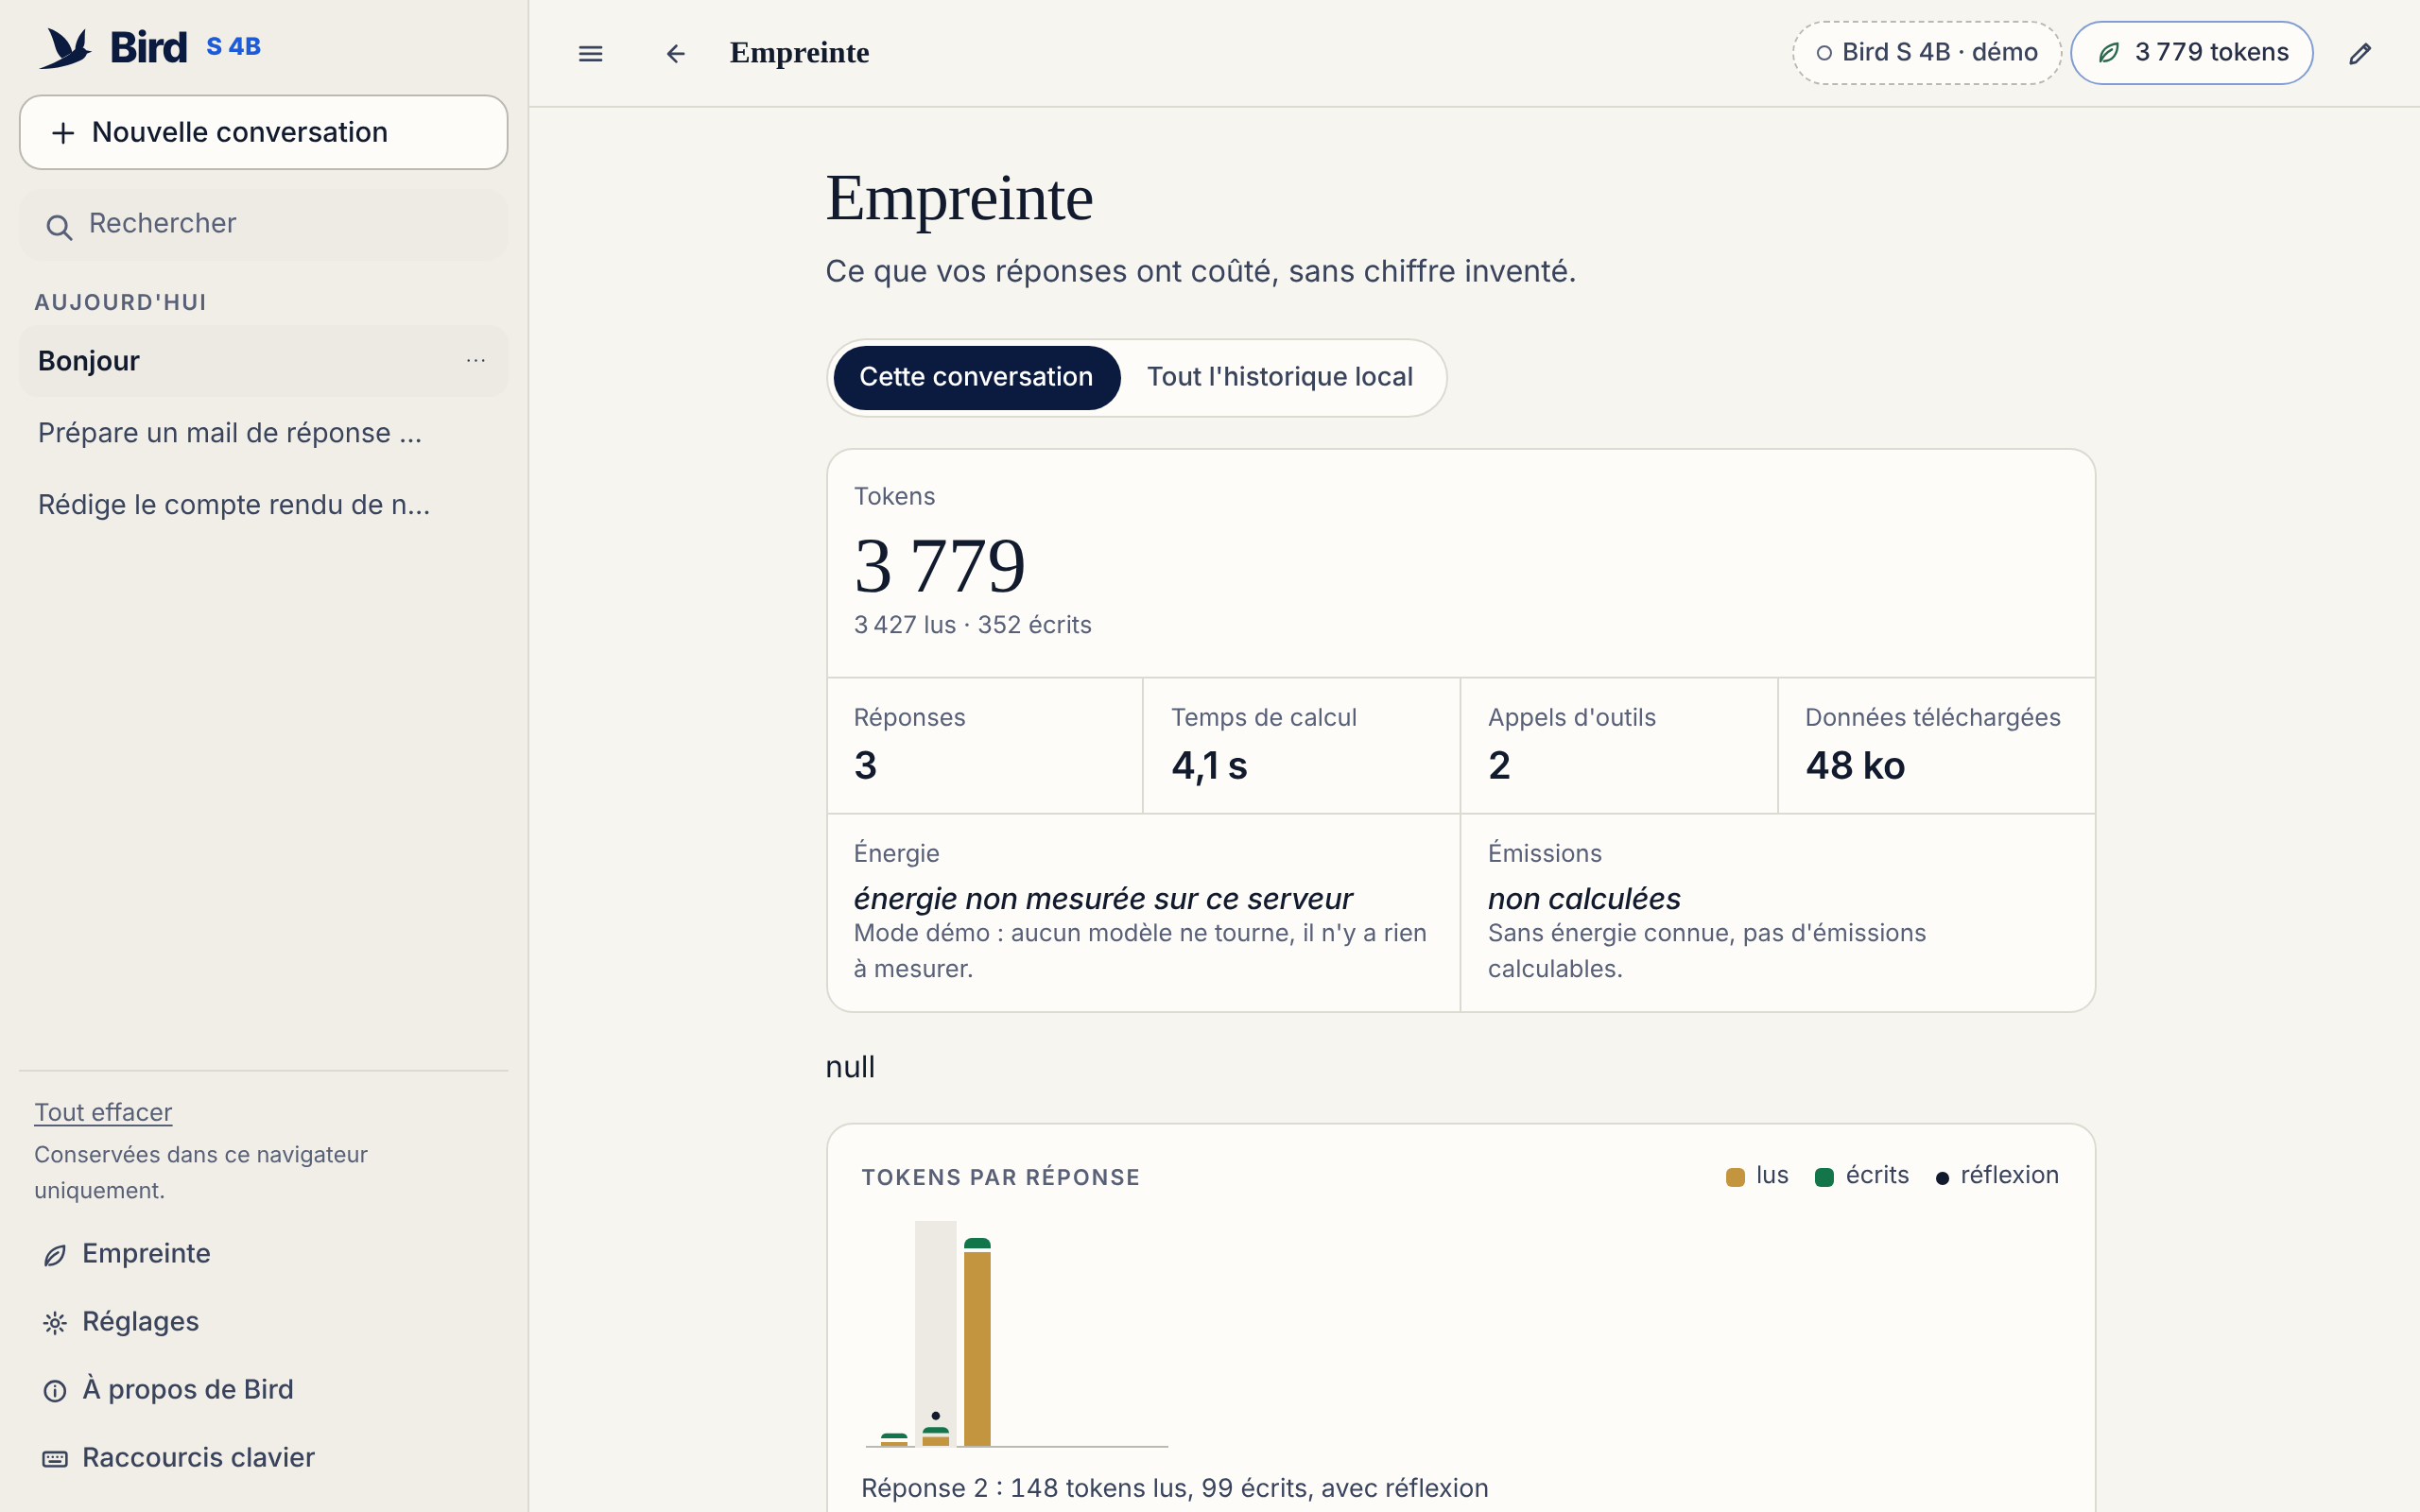 Bird S 4B
Nouvelle conversation
Rechercher
AUJOURD'HUI
Bonjour
Prépare un mail de réponse ...
Rédige le compte rendu de n...
Tout effacer
Conservées dans ce navigateur
uniquement.
Empreinte
Réglages
À propos de Bird
Raccourcis clavier
Empreinte
Bird S 4B · démo
3 779 tokens
Empreinte
Ce que vos réponses ont coûté, sans chiffre inventé.
Cette conversation
Tout l'historique local
Tokens
3 779
3 427 lus · 352 écrits
Réponses
3
Temps de calcul
4,1 s
Appels d'outils
2
Données téléchargées
48 ko
Énergie
énergie non mesurée sur ce serveur
Mode démo : aucun modèle ne tourne, il n'y a rien
à mesurer.
Émissions
non calculées
Sans énergie connue, pas d'émissions
calculables.
null
TOKENS PAR RÉPONSE
lus
écrits
réflexion
Réponse 2 : 148 tokens lus, 99 écrits, avec réflexion